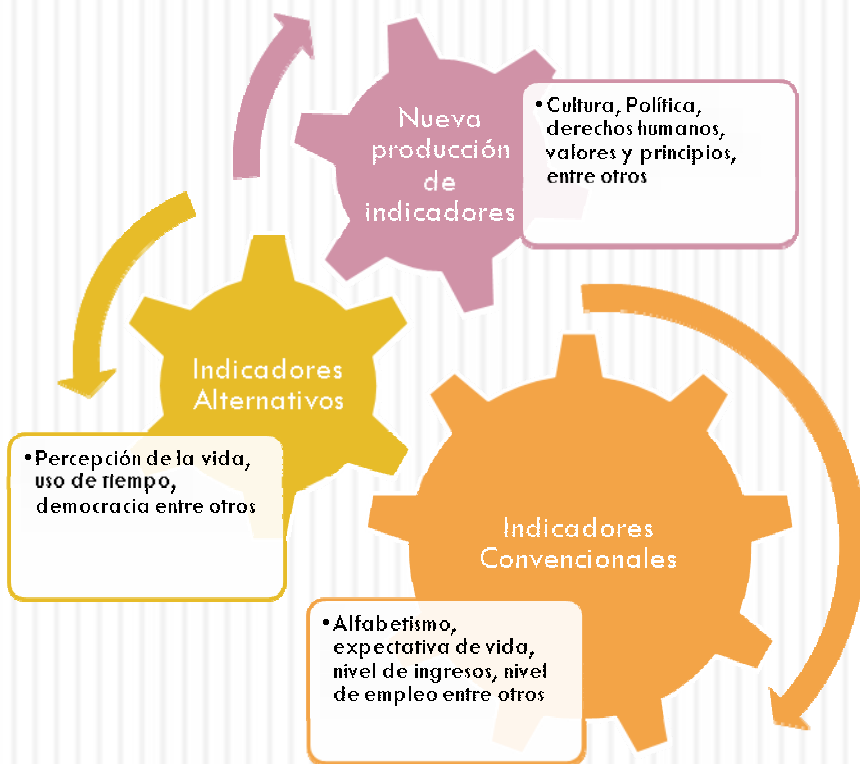 Nueva
producción
de
indicadores
•Cultura, Política,
derechos humanos,
valores y principios,
entre otros
Indicadores
Alternativos
•Percepción de la vida,
uso de tiempo,
democracia entre otros
Indicadores
Convencionales
•Alfabetismo,
expectativa de vida,
nivel de ingresos, nivel
de empleo entre otros